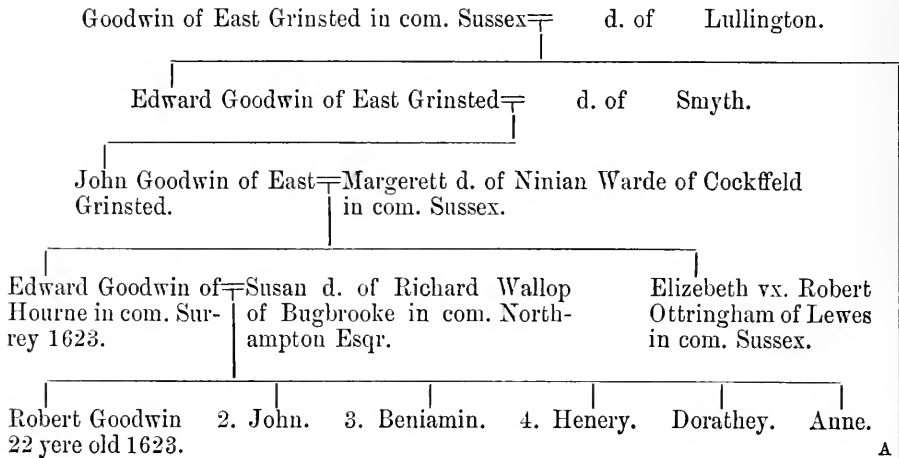 Goodwin of East Grinsted in com. Sussex= d. of Lullington.
Edward Goodwin of East Grinsted= d. of Smyth.
John Goodwin of East=Margerett d. of Ninian Warde of Cockffeld
Grinsted. in com. Sussex.
Edward Goodwin of=Susan d. of Richard Wallop Elizebeth vx. Robert
Hourne in com. Sur- of Bugbrooke in com. North- Ottringham of Lewes
rey 1623. ampton Esqr. in com. Sussex.
Robert Goodwin 2. John. 3. Beniamin. 4. Henery. Dorathey. Anne.
22 yere old 1623. A